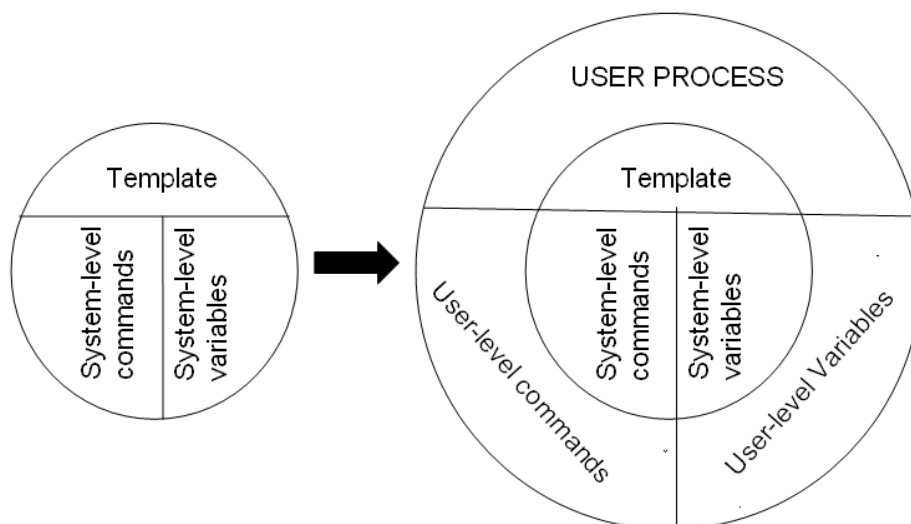 Template
System-level
commands
System-level
variables
USER PROCESS
Template
System-level
commands
System-level
variables
User-level commands
User-level Variables